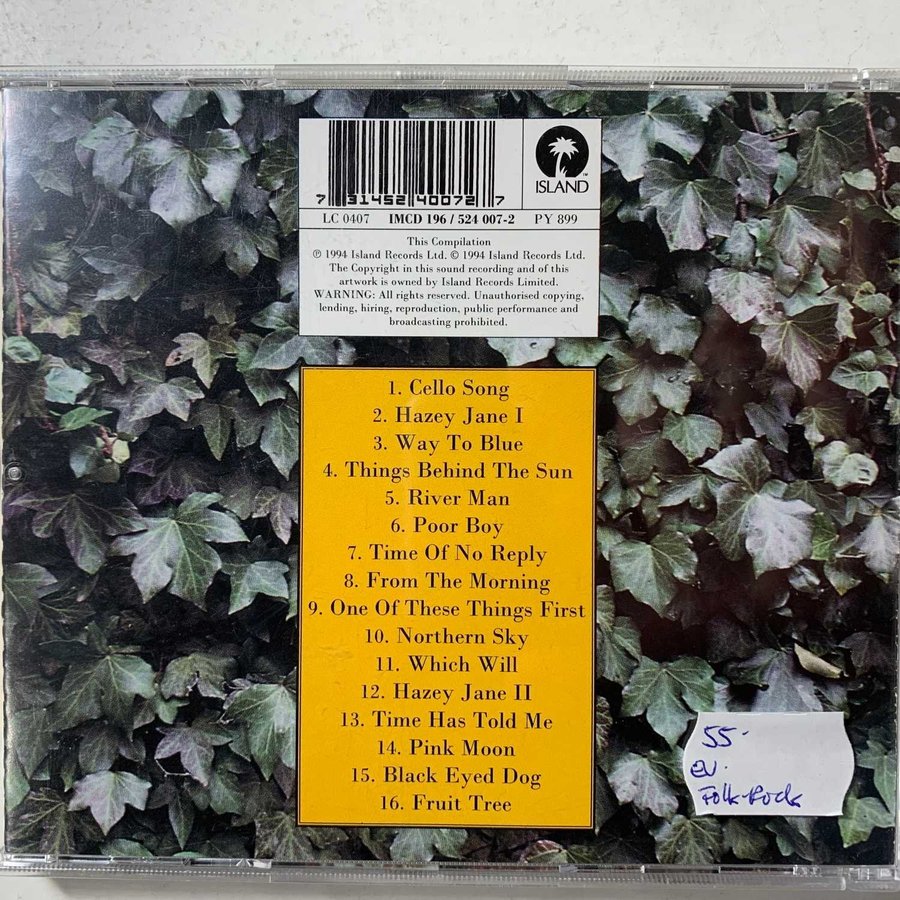 7 31452 40072 7
ISLAND
TM
LC 0407
IMCD 196 / 524 007-2
PY 899
This Compilation
℗ 1994 Island Records Ltd. © 1994 Island Records Ltd.
The Copyright in this sound recording and of this
artwork is owned by Island Records Limited.
WARNING: All rights reserved. Unauthorised copying,
lending, hiring, reproduction, public performance and
broadcasting prohibited.
1. Cello Song
2. Hazey Jane I
3. Way To Blue
4. Things Behind The Sun
5. River Man
6. Poor Boy
7. Time Of No Reply
8. From The Morning
9. One Of These Things First
10. Northern Sky
11. Which Will
12. Hazey Jane II
13. Time Has Told Me
14. Pink Moon
15. Black Eyed Dog
16. Fruit Tree
55-
Folk-Rock